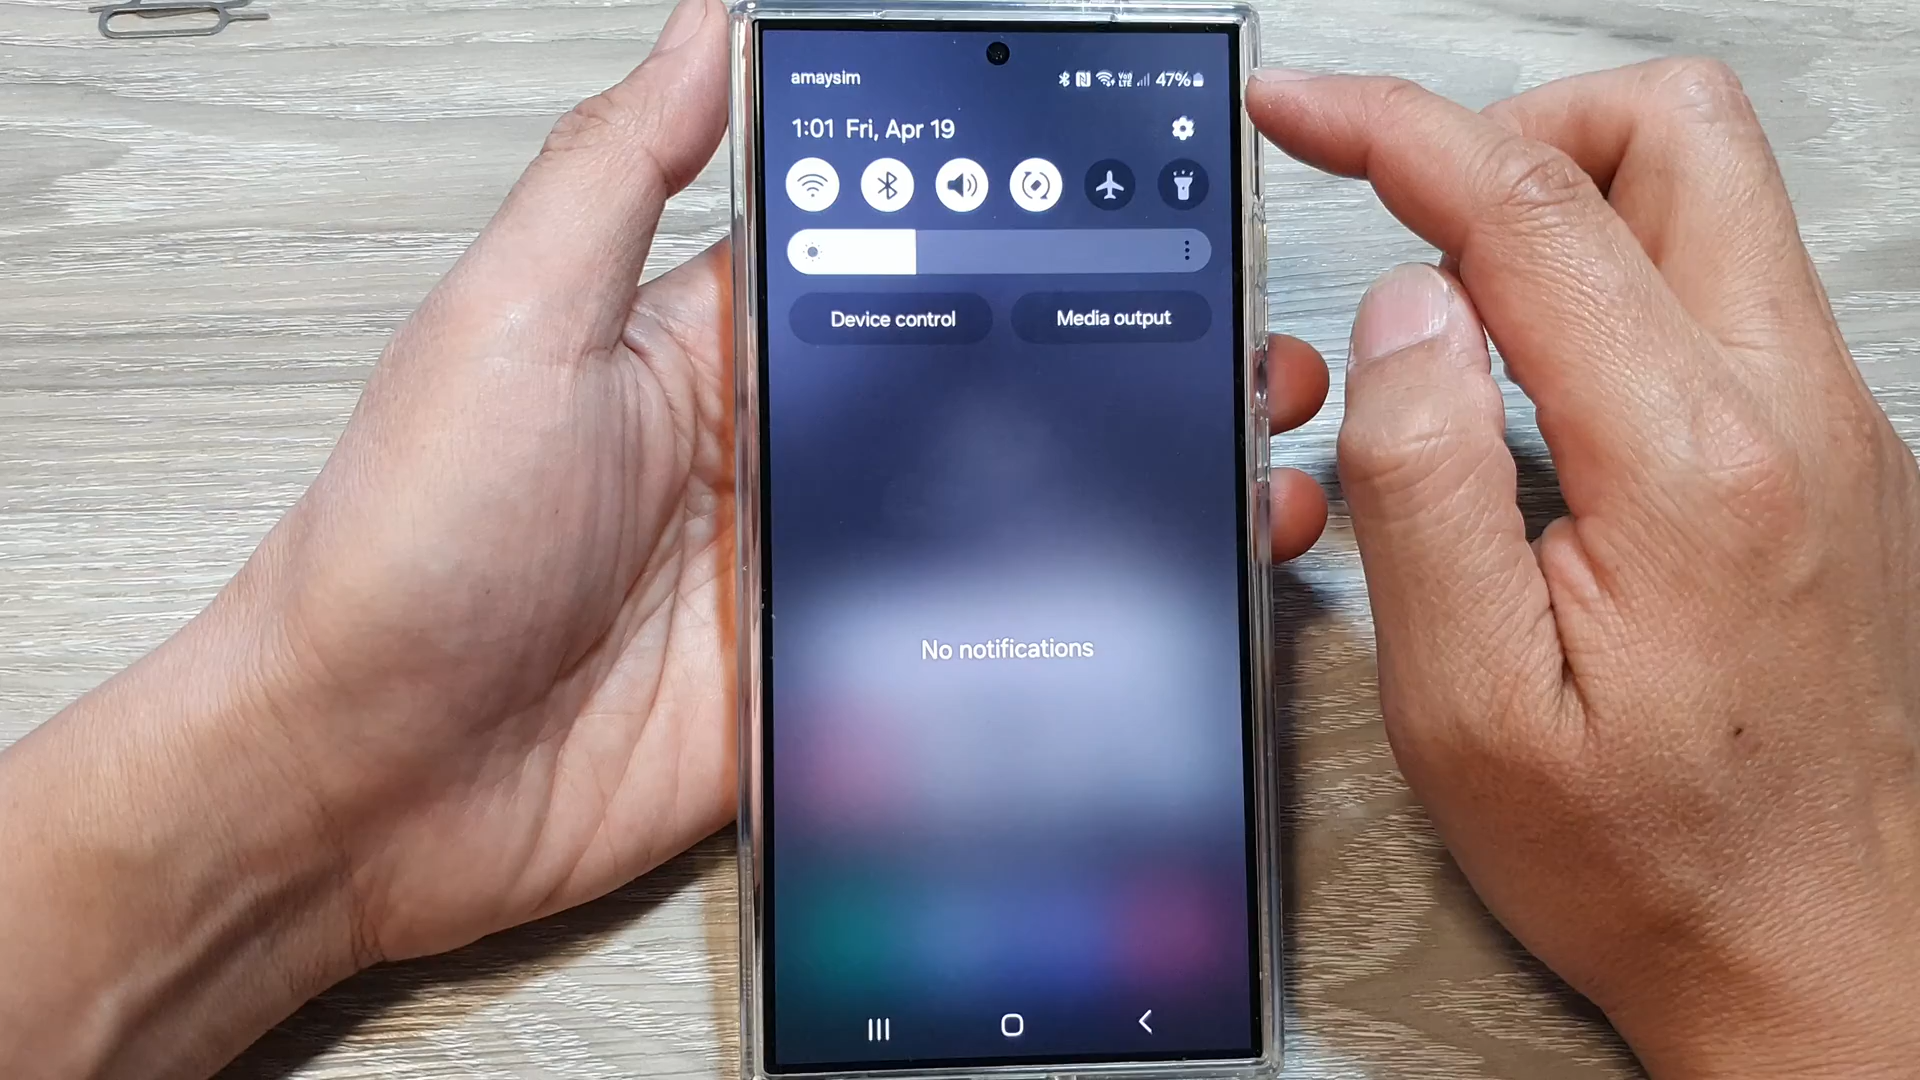 amaysim 47%
1:01 Fri, Apr 19
Device control Media output
No notifications